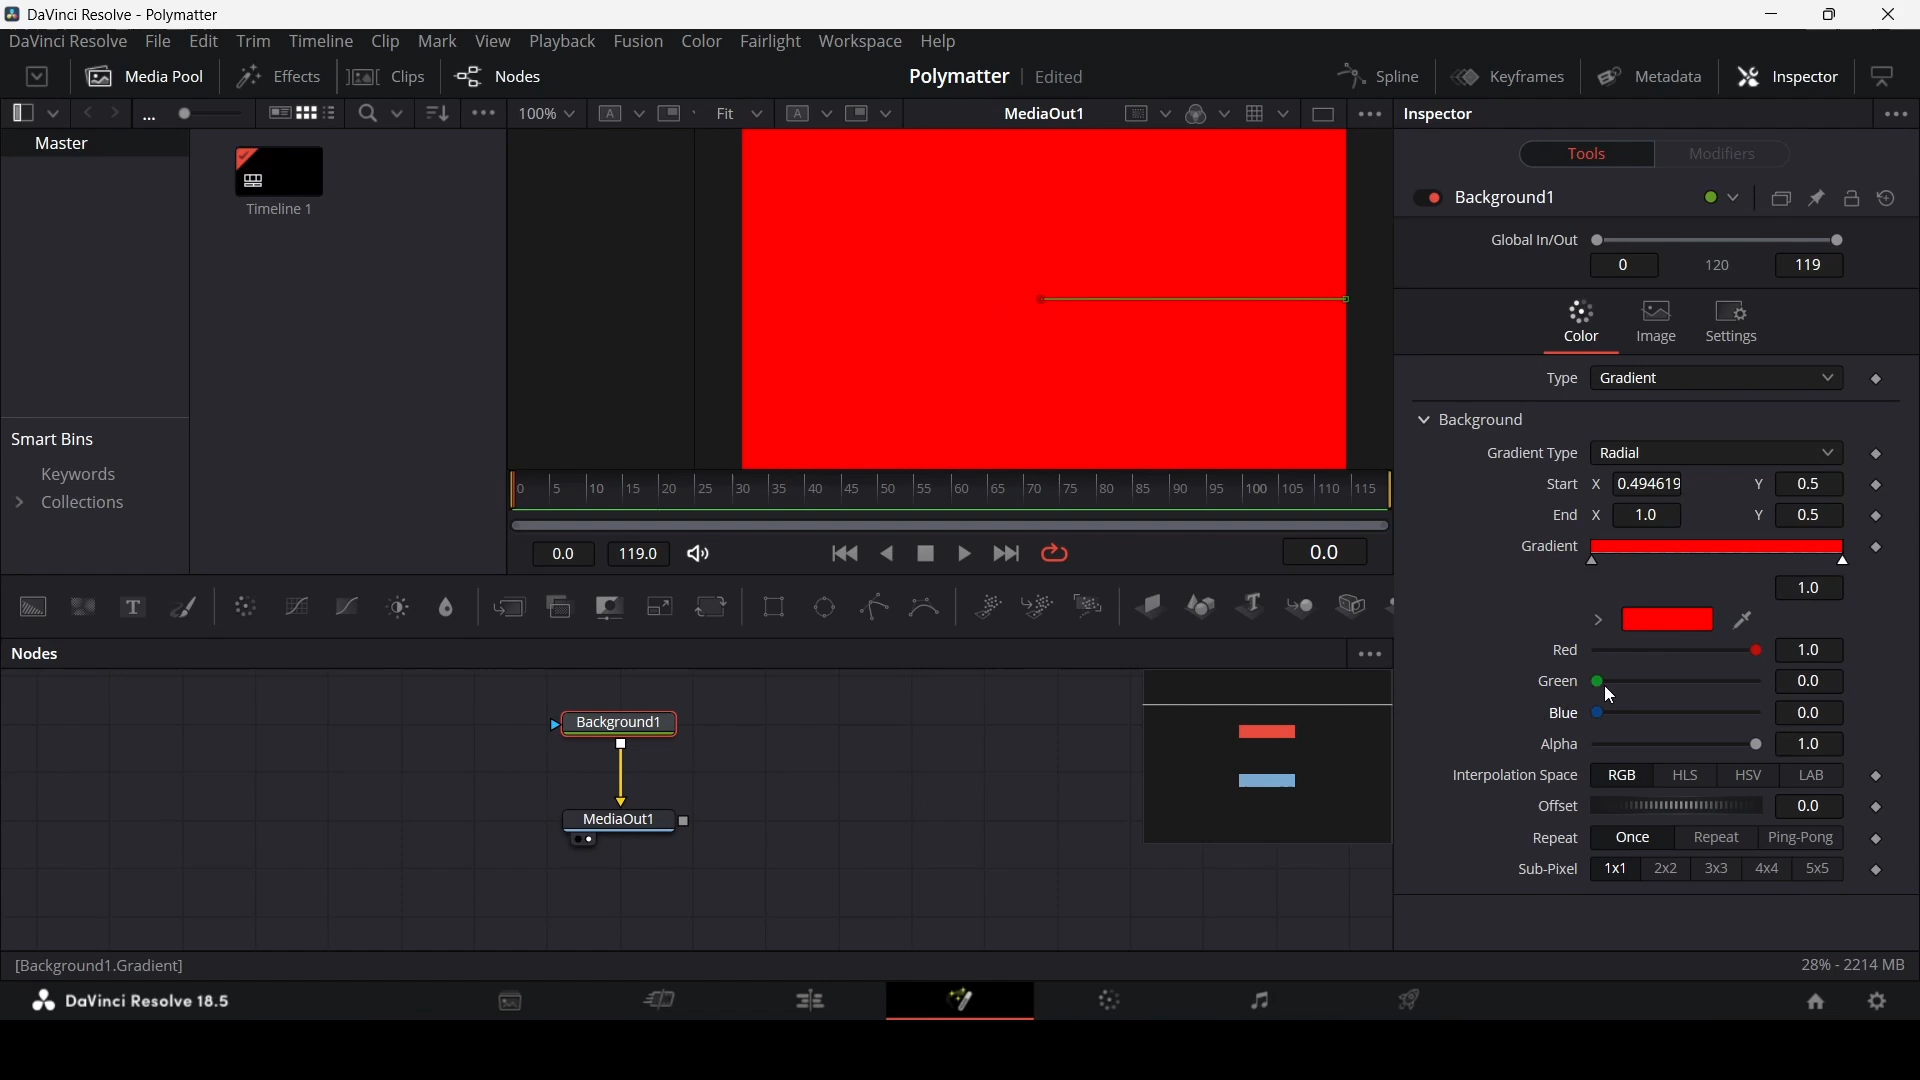 DaVinci Resolve - Polymatter
DaVinci Resolve File Edit Trim Timeline Clip Mark View Playback Fusion Color Fairlight Workspace Help
Media Pool Effects Clips Nodes Polymatter Edited Spline Keyframes Metadata Inspector
... 100% A Fit A MediaOut1 Inspector
Master
Timeline 1
Tools Modifiers
Background1
Global In/Out
0 120 119
Color Image Settings
Type Gradient
Background
Gradient Type Radial
Start X 0.494619 Y 0.5
End X 1.0 Y 0.5
Gradient
1.0
Red 1.0
Green 0.0
Blue 0.0
Alpha 1.0
Interpolation Space RGB HLS HSV LAB
Offset 0.0
Repeat Once Repeat Ping-Pong
Sub-Pixel 1x1 2x2 3x3 4x4 5x5
Smart Bins
Keywords
Collections
0 5 10 15 20 25 30 35 40 45 50 55 60 65 70 75 80 85 90 95 100 105 110 115
0.0 119.0 0.0
T T
Nodes
Background1
MediaOut1
[Background1.Gradient] 28% - 2214 MB
DaVinci Resolve 18.5